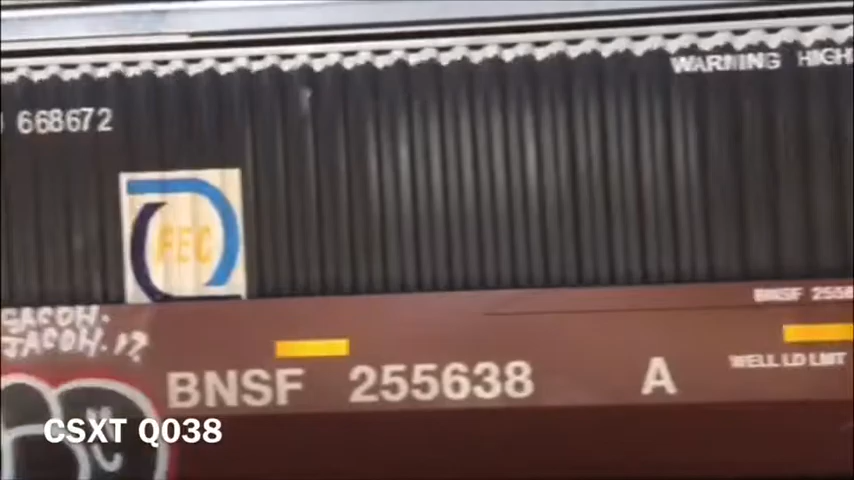 WARNING HIGH
668672
FEC
BNSF 2556
JACOH.
JACOH. 17
BNSF 255638 A
WELL LD LMT
CSXT Q038